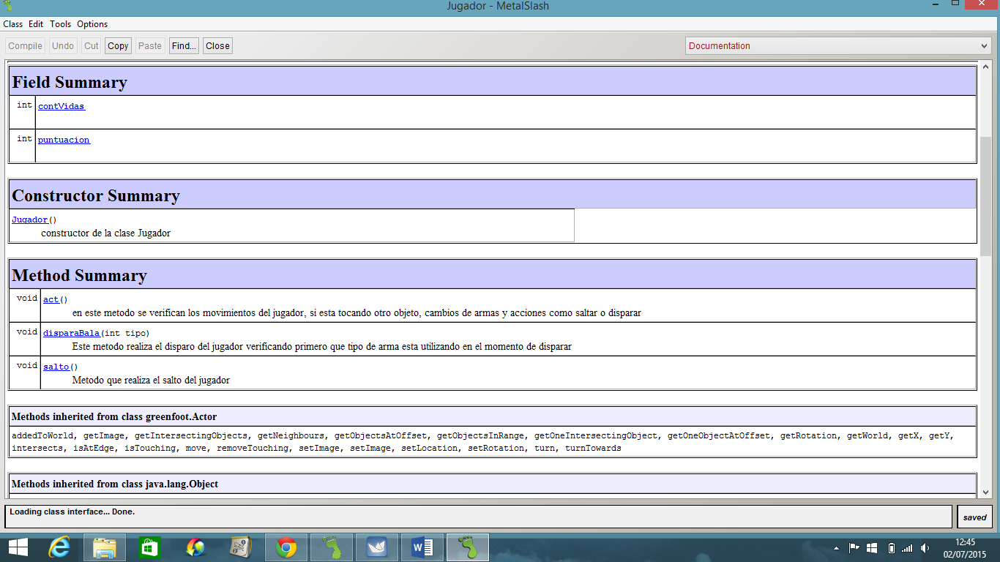 Jugador - MetalSlash
Class Edit Tools Options
Compile Undo Cut Copy Paste Find... Close Documentation
Field Summary
int contVidas
int puntuacion
Constructor Summary
Jugador()
constructor de la clase Jugador
Method Summary
void act()
en este metodo se verifican los movimientos del jugador, si esta tocando otro objeto, cambios de armas y acciones como saltar o disparar
void disparaBala(int tipo)
Este metodo realiza el disparo del jugador verificando primero que tipo de arma esta utilizando en el momento de disparar
void salto()
Metodo que realiza el salto del jugador
Methods inherited from class greenfoot.Actor
addedToWorld, getImage, getIntersectingObjects, getNeighbours, getObjectsAtOffset, getObjectsInRange, getOneIntersectingObject, getOneObjectAtOffset, getRotation, getWorld, getX, getY,
intersects, isAtEdge, isTouching, move, removeTouching, setImage, setImage, setLocation, setRotation, turn, turnTowards
Methods inherited from class java.lang.Object
Loading class interface... Done.
saved
12:45
02/07/2015